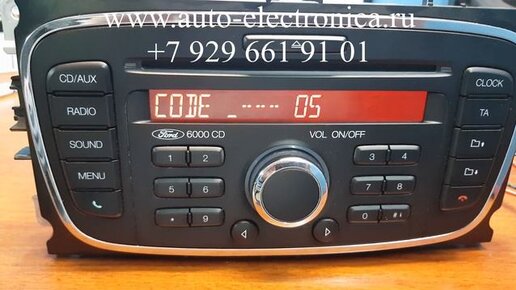 www.auto-electronica.ru
+7 929 661 91 01
CD/AUX
CLOCK
CODE _--- 05
RADIO
TA
Ford 6000 CD
VOL ON/OFF
SOUND
1 2
3 4
MENU
5 6
7 8
* 9
0 #